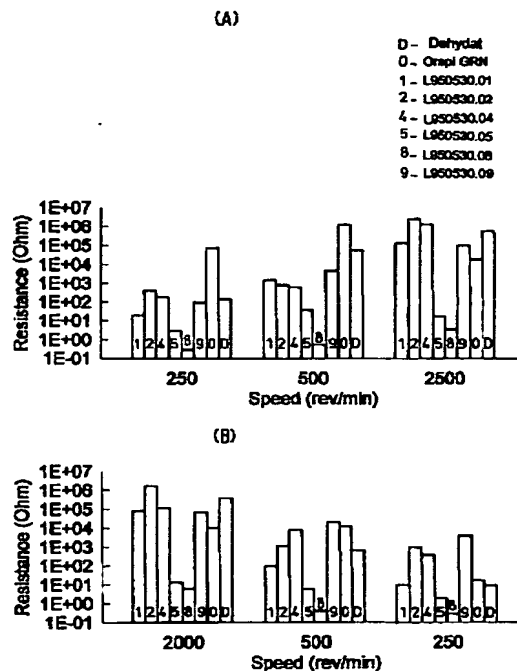 (A)
D - Dehydat
O - Orapi GRN
1 - L950530.01
2 - L950530.02
4 - L950530.04
5 - L950530.05
8 - L950530.08
9 - L950530.09
Resistance (Ohm)
1E+07
1E+06
1E+05
1E+04
1E+03
1E+02
1E+01
1E+00
1E-01
1 2 4 5 8 9 0 D
1 2 4 5 8 9 0 D
1 2 4 5 8 9 0 D
250 500 2500
Speed (rev/min)
(B)
Resistance (Ohm)
1E+07
1E+06
1E+05
1E+04
1E+03
1E+02
1E+01
1E+00
1E-01
1 2 4 5 8 9 0 D
1 2 4 5 8 9 0 D
1 2 4 5 8 9 0 D
2000 500 250
Speed (rev/min)